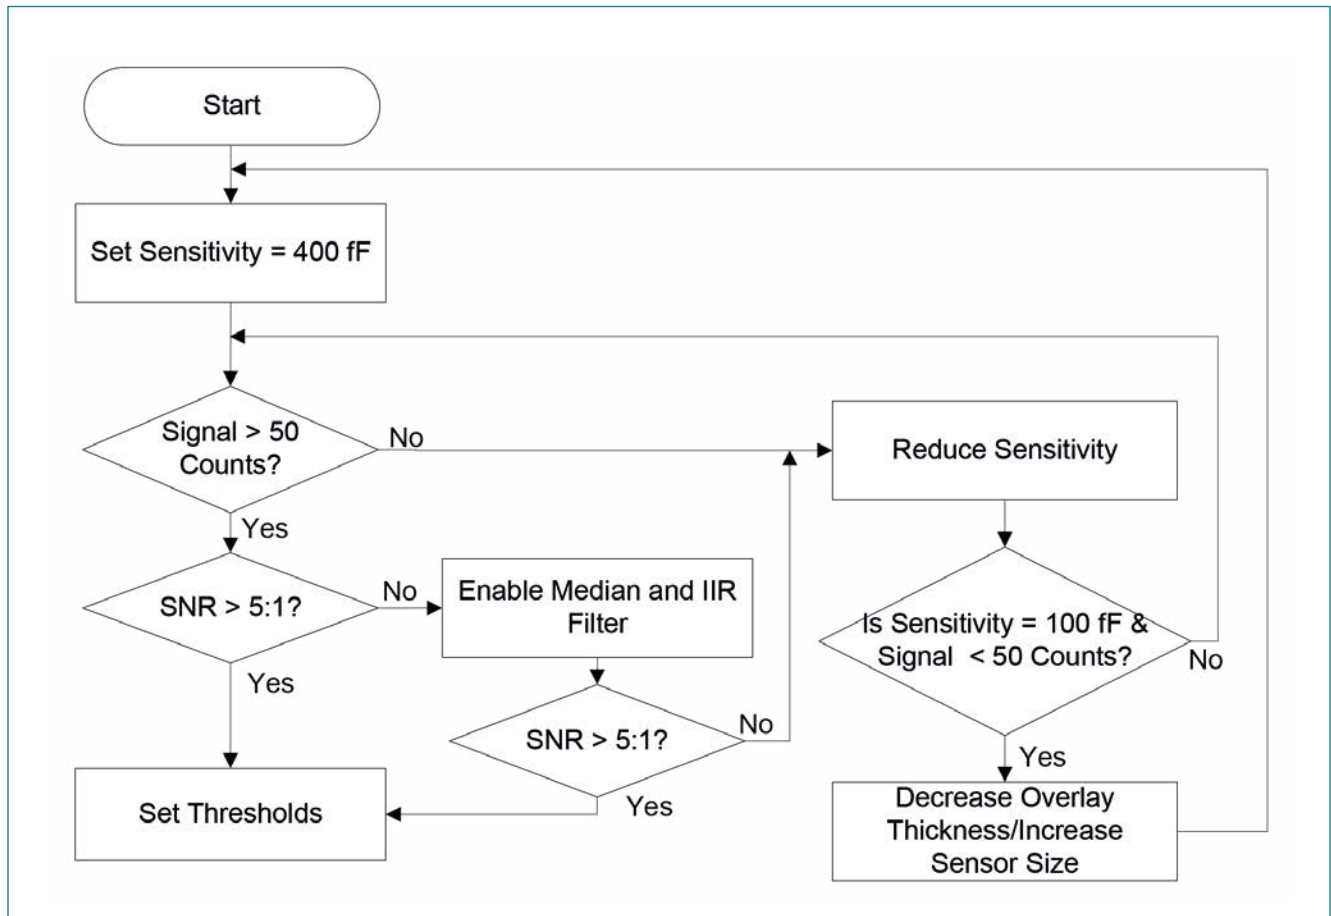 Start
Set Sensitivity = 400 fF
Signal > 50
Counts?
No
Reduce Sensitivity
Yes
SNR > 5:1?
No
Enable Median and IIR
Filter
Is Sensitivity = 100 fF &
Signal < 50 Counts?
No
Yes
SNR > 5:1?
No
Yes
Yes
Set Thresholds
Decrease Overlay
Thickness/Increase
Sensor Size